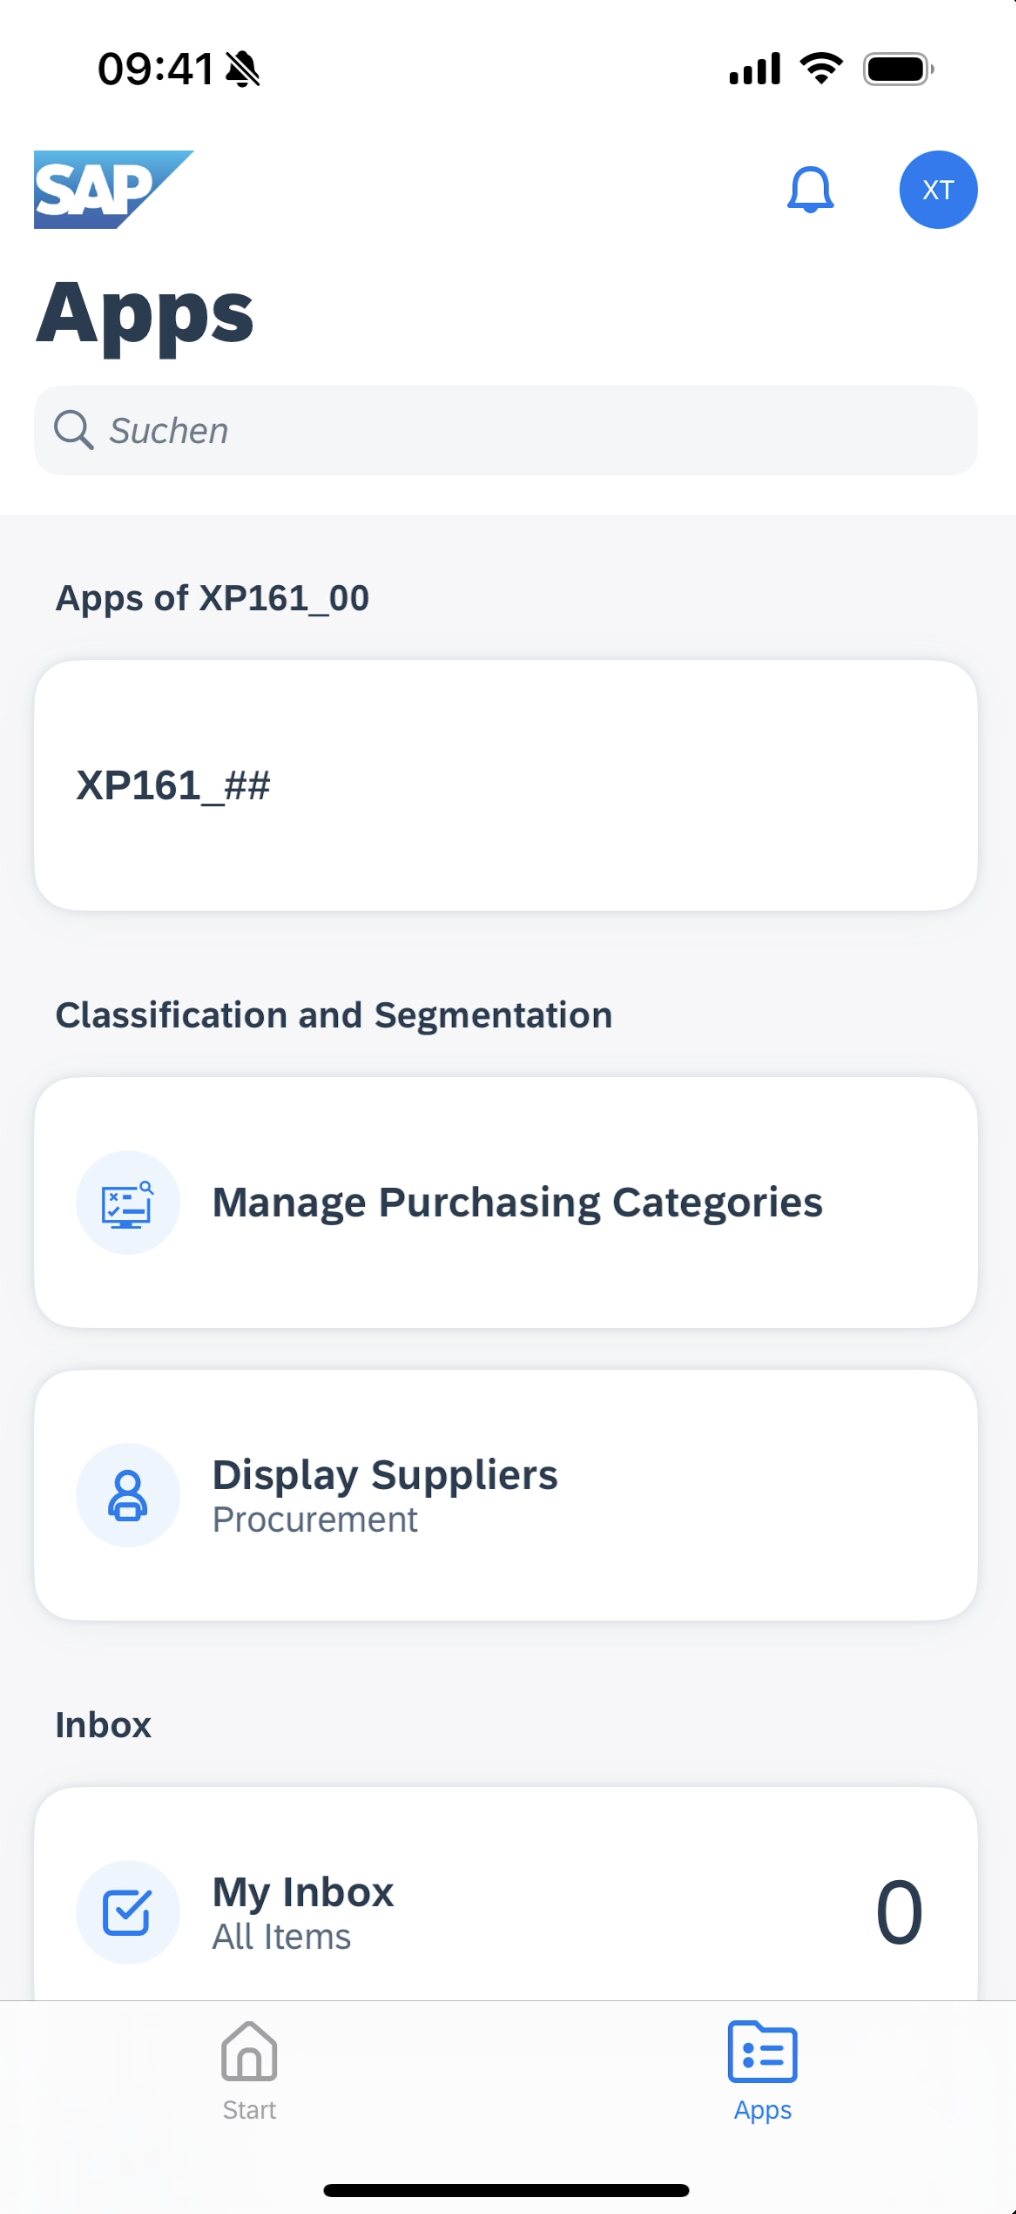 09:41
SAP
XT
Apps
Suchen
Apps of XP161_00
XP161_##
Classification and Segmentation
Manage Purchasing Categories
Display Suppliers
Procurement
Inbox
My Inbox
All Items
0
Start
Apps